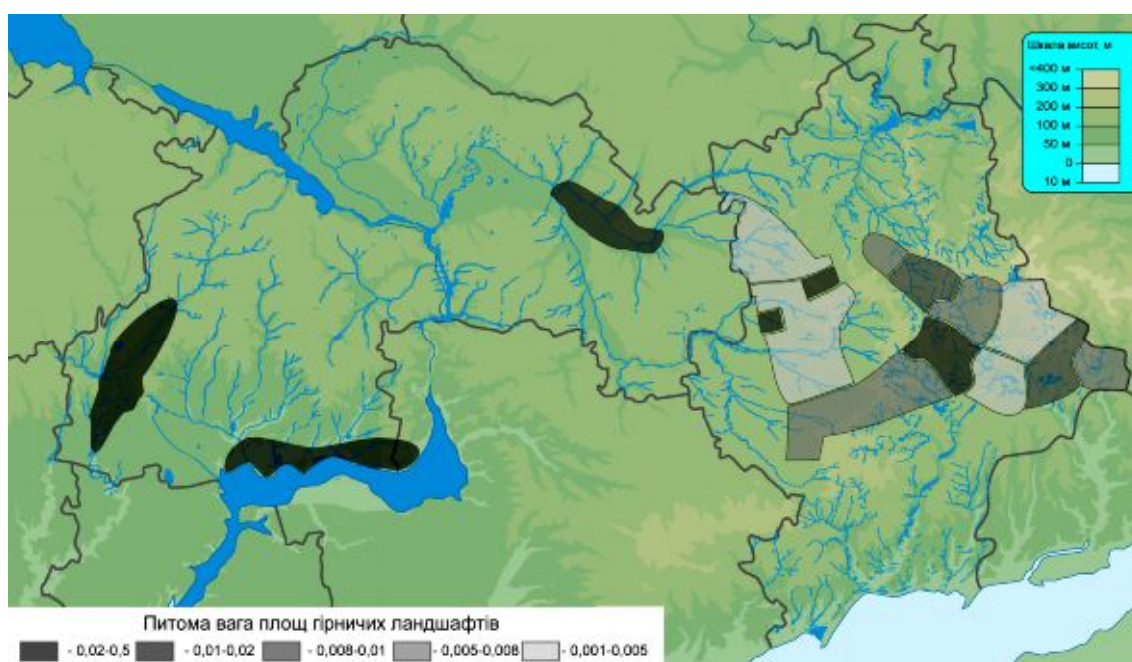 Шкала висот, м
<400 м
300 м
200 м
100 м
50 м
0
10 м
Питома вага площ гірничих ландшафтів
- 0,02-0,5 - 0,01-0,02 - 0,008-0,01 - 0,005-0,008 - 0,001-0,005